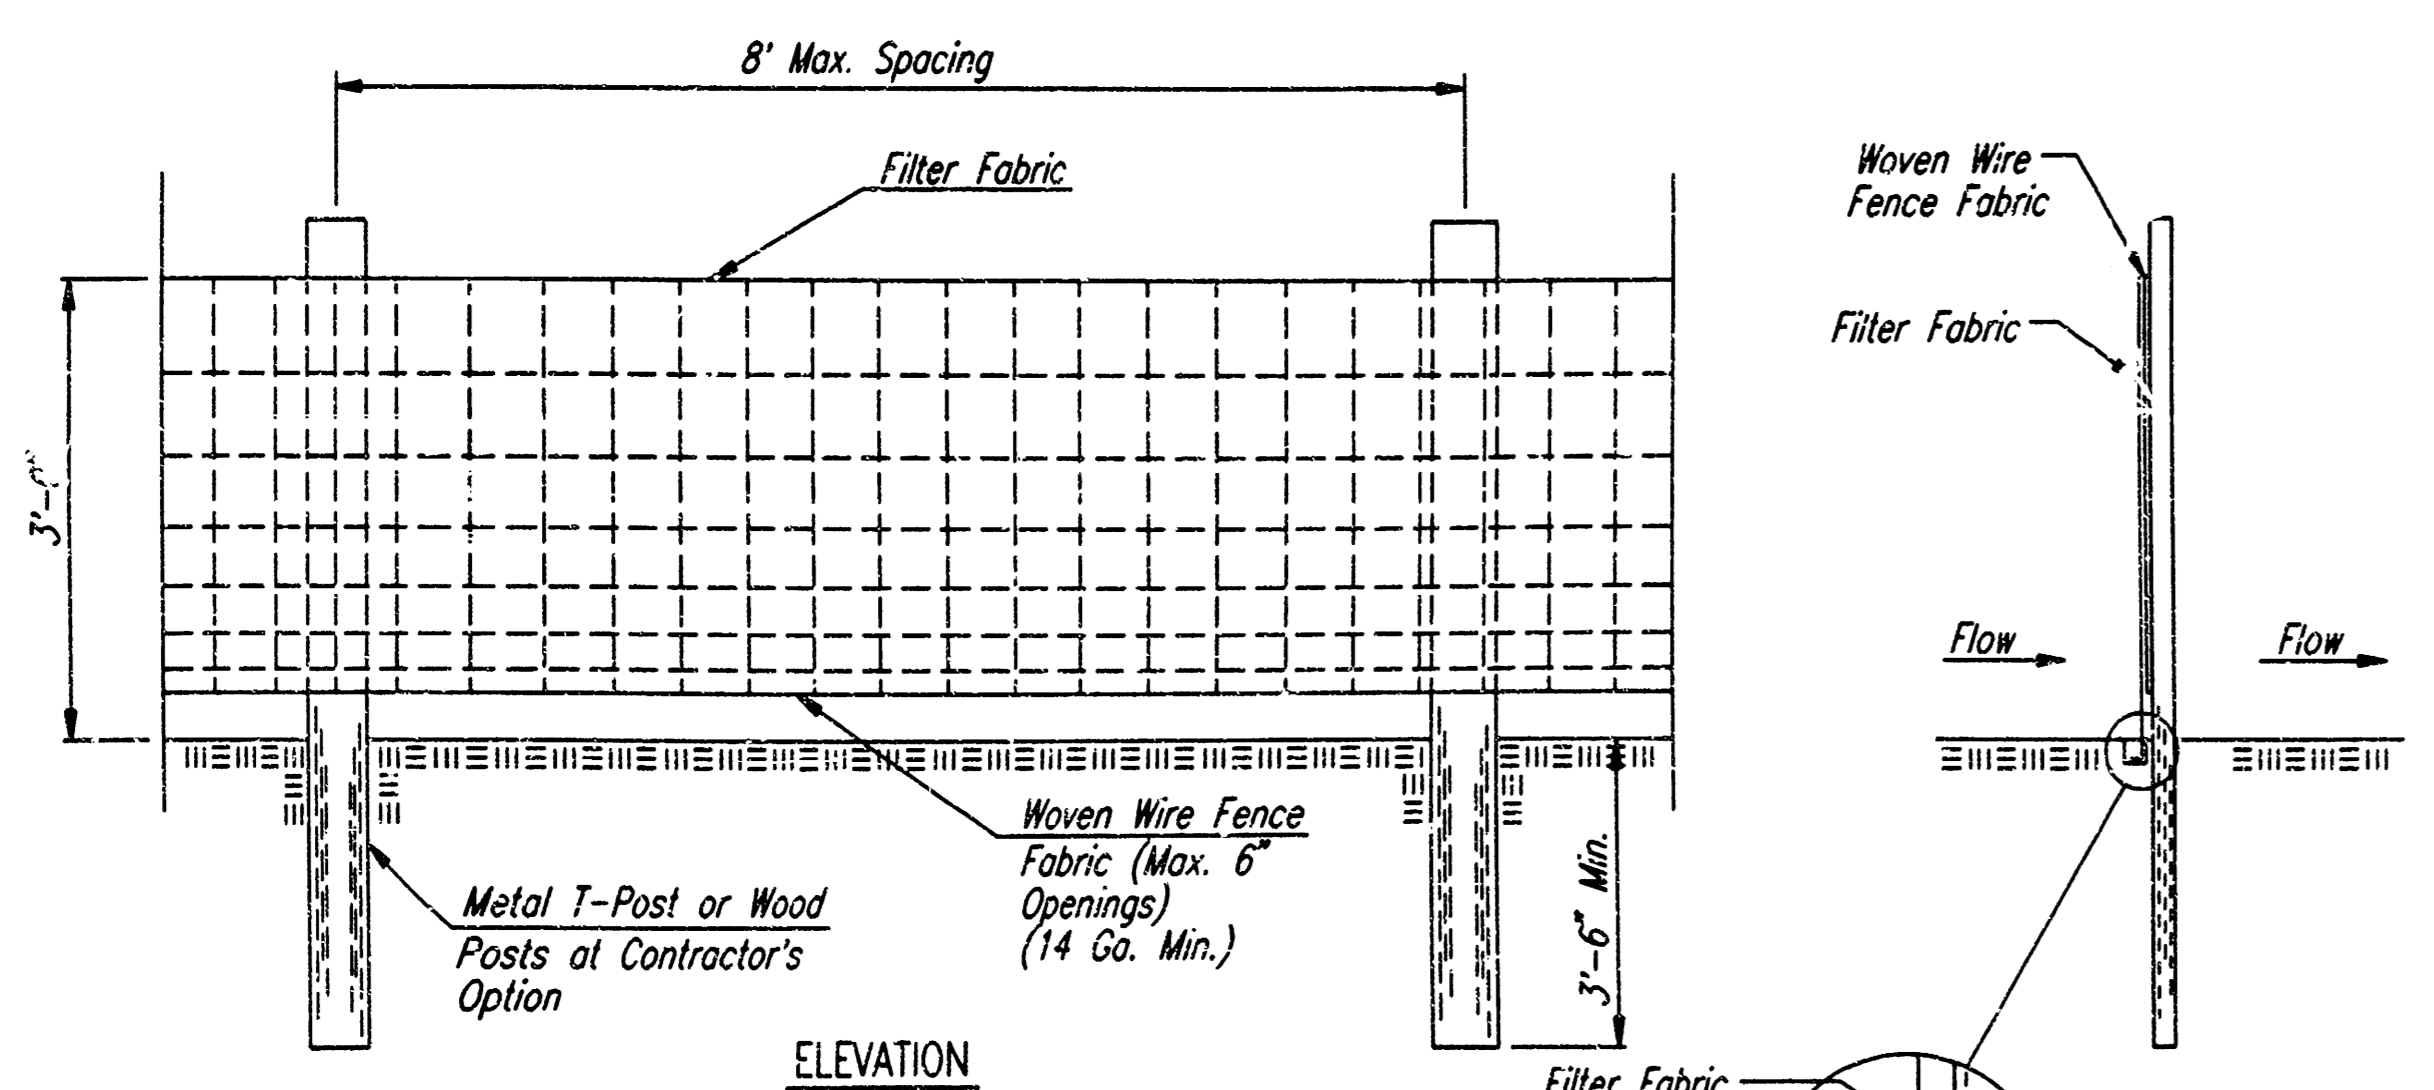 8' Max. Spacing
Filter Fabric
Woven Wire
Fence Fabric
Filter Fabric
3'-
Flow
Flow
Woven Wire Fence
Fabric (Max. 6"
Openings)
(14 Ga. Min.)
Metal T-Post or Wood
Posts at Contractor's
Option
3'-6" Min.
ELEVATION
Filter Fabric